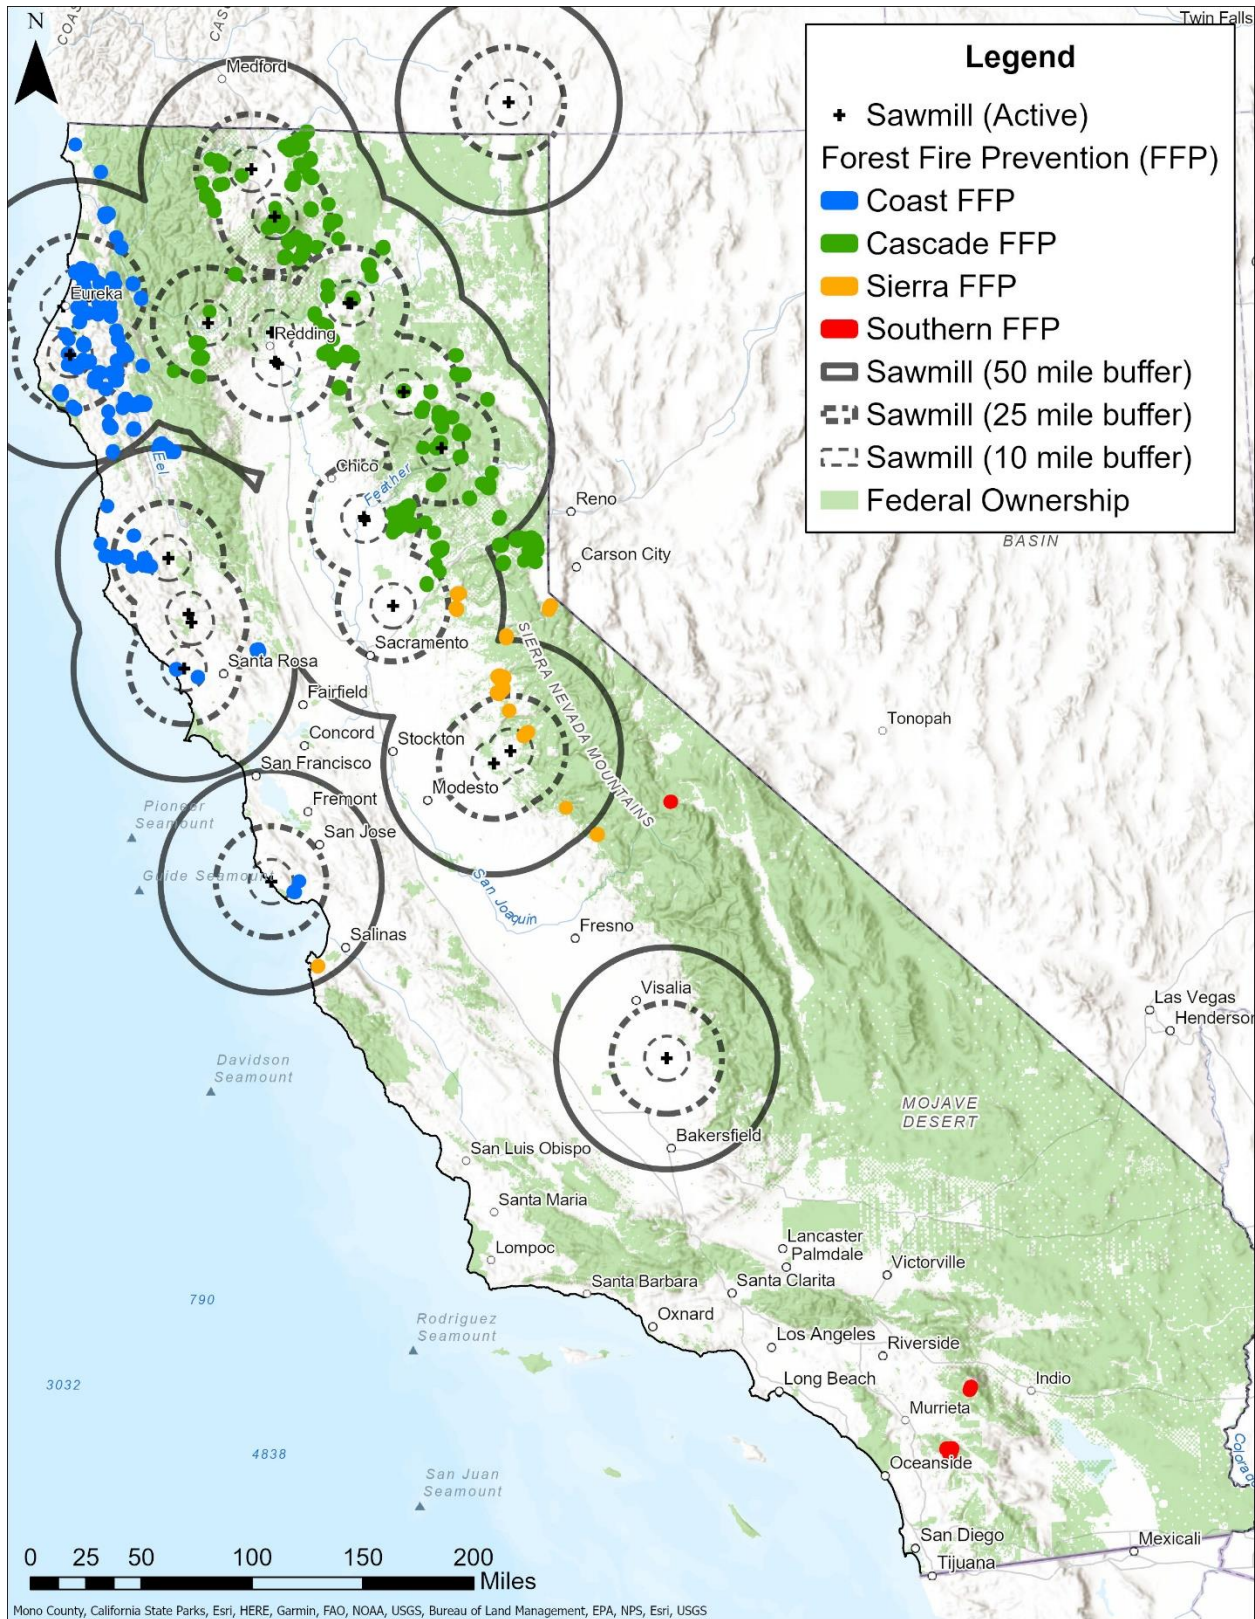 N
COAS
CAS
Twin Falls
Medford
Legend
Sawmill (Active)
Forest Fire Prevention (FFP)
Coast FFP
Cascade FFP
Sierra FFP
Southern FFP
Sawmill (50 mile buffer)
Sawmill (25 mile buffer)
Sawmill (10 mile buffer)
Federal Ownership
BASIN
Eureka
Redding
Eel
Chico
Feather
Reno
Carson City
Sacramento
SIERRA NEVADA MOUNTAINS
Santa Rosa
Fairfield
Concord
Stockton
Tonopah
San Francisco
Modesto
Pioneer
Seamount
Fremont
San Jose
Guide Seamount
San Joaquin
Salinas
Fresno
Visalia
Las Vegas
Henderson
Davidson
Seamount
MOJAVE
DESERT
Bakersfield
San Luis Obispo
Santa Maria
Lompoc
Lancaster
Palmdale
Victorville
Santa Barbara
Santa Clarita
790
Oxnard
Rodriguez
Seamount
Los Angeles
Riverside
3032
Long Beach
Indio
Murrieta
4838
Oceanside
Colorado
San Juan
Seamount
San Diego
Mexicali
Tijuana
0 25 50 100 150 200
Miles
Mono County, California State Parks, Esri, HERE, Garmin, FAO, NOAA, USGS, Bureau of Land Management, EPA, NPS, Esri, USGS